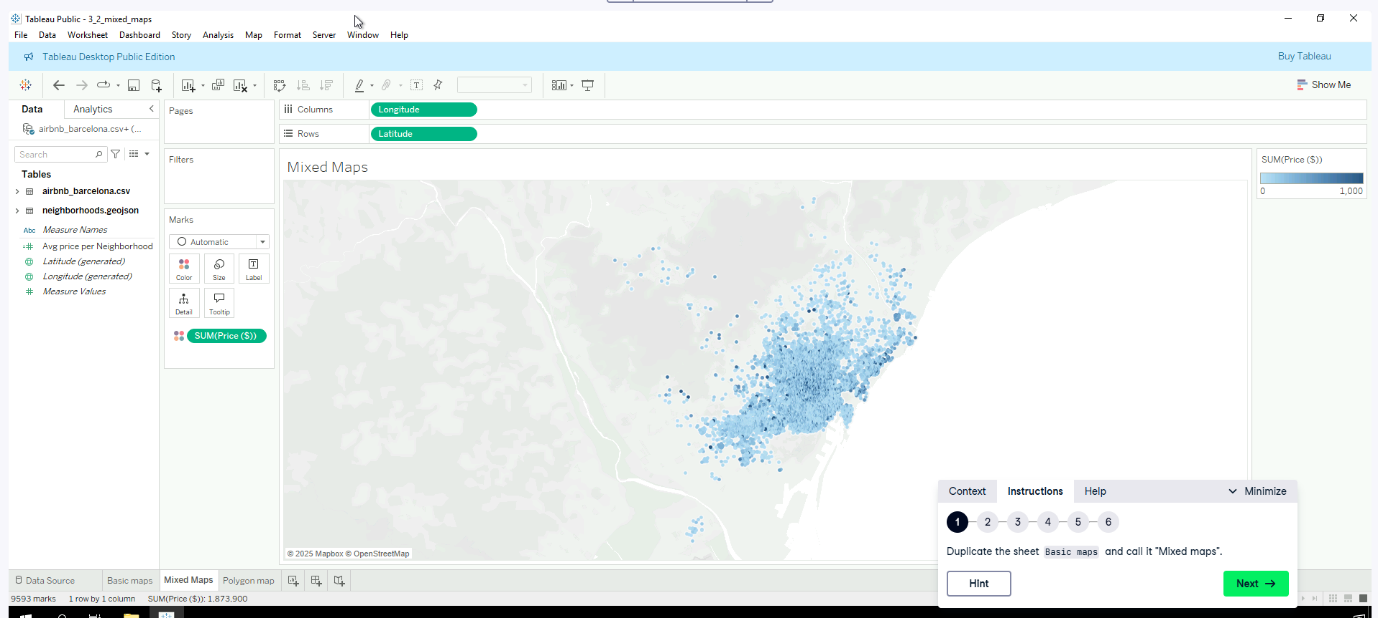 Tableau Public - 3_2_mixed_maps
File Data Worksheet Dashboard Story Analysis Map Format Server Window Help
Tableau Desktop Public Edition
Buy Tableau
Show Me
Data Analytics
airbnb_barcelona.csv+ (...
Search
Tables
airbnb_barcelona.csv
neighborhoods.geojson
Abc Measure Names
Avg price per Neighborhood
Latitude (generated)
Longitude (generated)
Measure Values
Pages
Filters
Marks
Automatic
Color Size Label
Detail Tooltip
SUM(Price ($))
Columns Longitude
Rows Latitude
Mixed Maps
© 2025 Mapbox © OpenStreetMap
SUM(Price ($))
0 1,000
Context Instructions Help Minimize
1 2 3 4 5 6
Duplicate the sheet Basic maps and call it "Mixed maps".
Hint Next →
Data Source Basic maps Mixed Maps Polygon map
9593 marks 1 row by 1 column SUM(Price ($)): 1.873.900